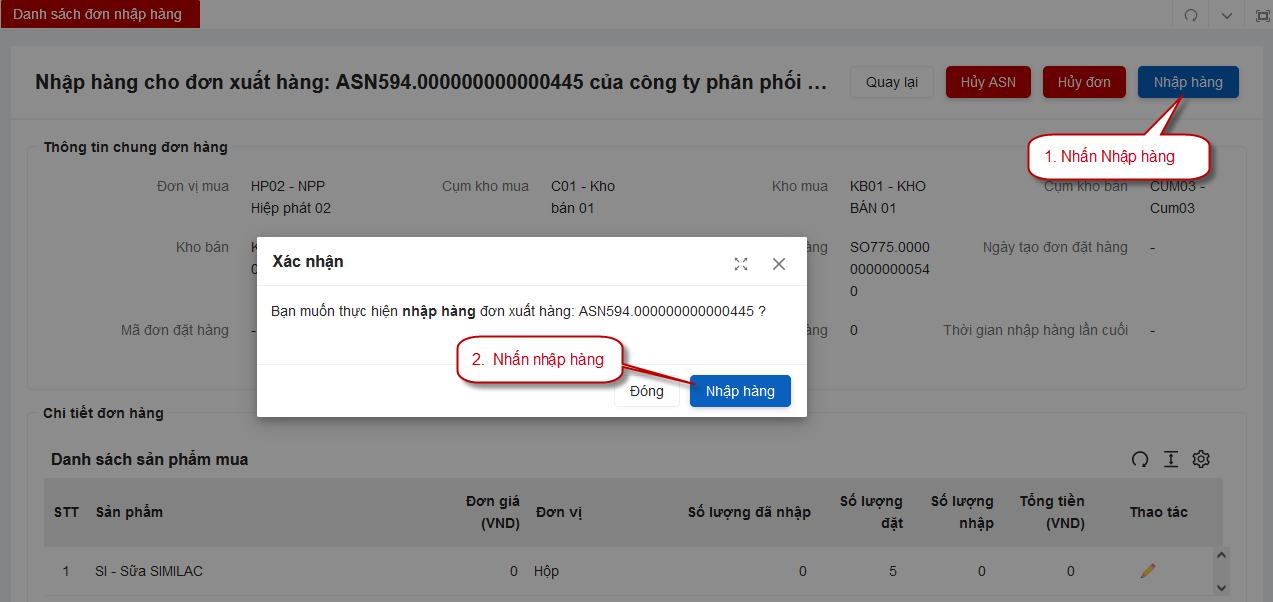 Danh sách đơn nhập hàng
Nhập hàng cho đơn xuất hàng: ASN594.000000000000445 của công ty phân phối ...
Quay lại
Hủy ASN
Hủy đơn
Nhập hàng
1. Nhấn Nhập hàng
Thông tin chung đơn hàng
Đơn vị mua
HP02 - NPP
Hiệp phát 02
Cụm kho mua
C01 - Kho
bán 01
Kho mua
KB01 - KHO
BÁN 01
Cụm kho bán
CUM03 -
Cum03
Kho bán
àng
SO775.0000
0000000054
0
Ngày tạo đơn đặt hàng
-
Mã đơn đặt hàng
-
àng
0
Thời gian nhập hàng lần cuối
-
Xác nhận
Bạn muốn thực hiện nhập hàng đơn xuất hàng: ASN594.000000000000445 ?
2. Nhấn nhập hàng
Đóng
Nhập hàng
Chi tiết đơn hàng
Danh sách sản phẩm mua
STT
Sản phẩm
Đơn giá
(VND)
Đơn vị
Số lượng đã nhập
Số lượng
đặt
Số lượng
nhập
Tổng tiền
(VND)
Thao tác
1
SI - Sữa SIMILAC
0
Hộp
0
5
0
0